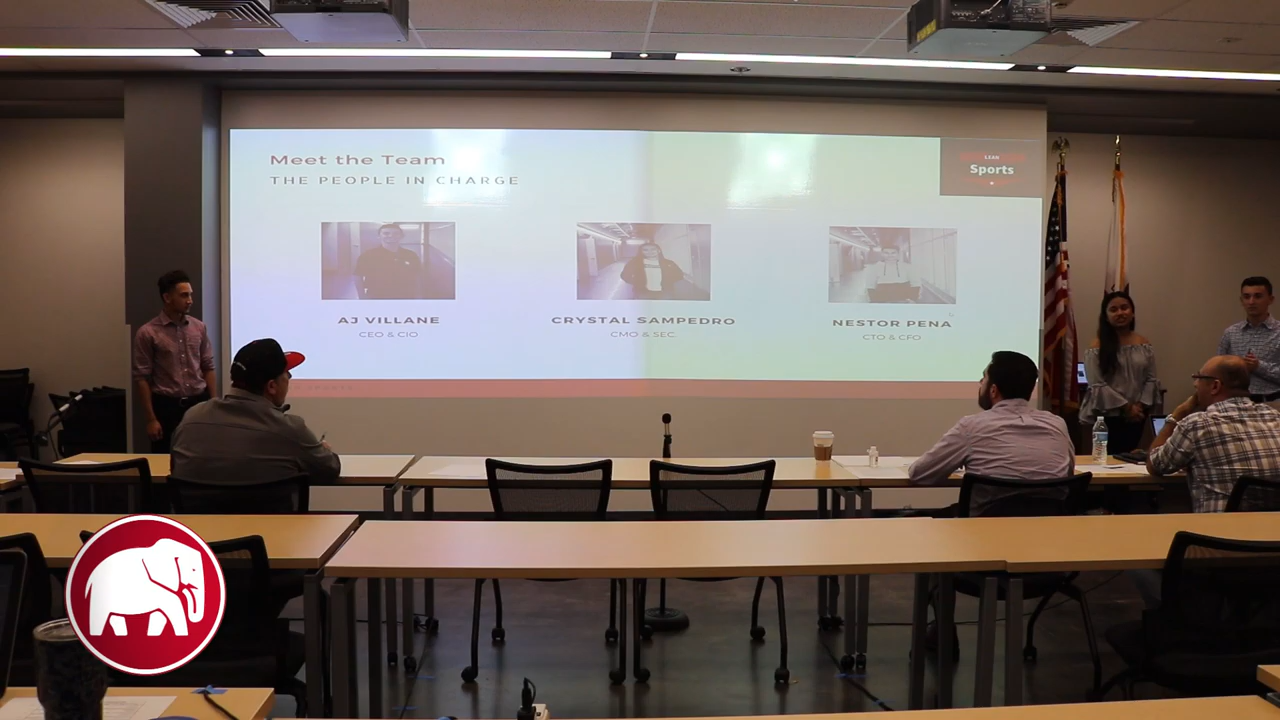 Meet the Team
THE PEOPLE IN CHARGE
LEAN
Sports
AJ VILLANE
CEO & CIO
CRYSTAL SAMPEDRO
CMO & SEC
NESTOR PENA
CTO & CFO
SPORTS